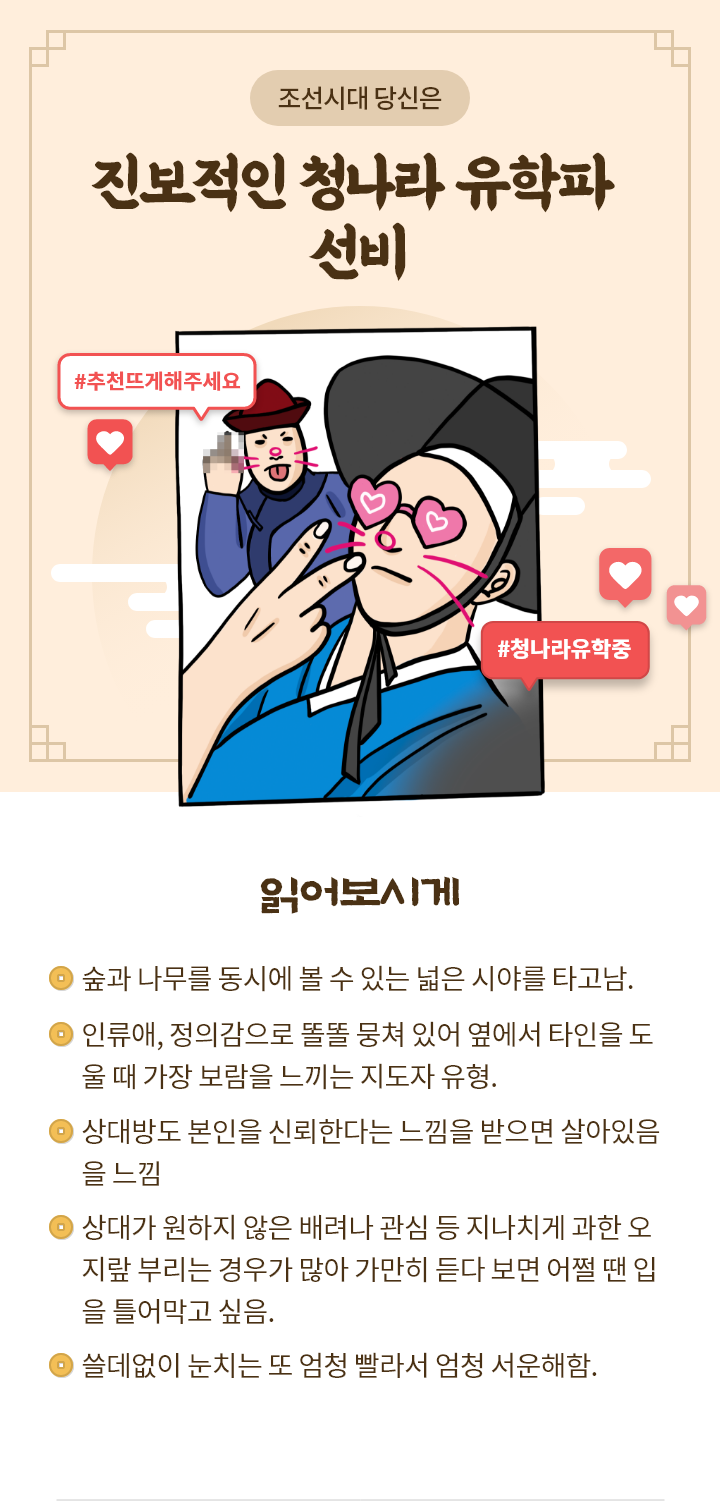 조선시대 당신은
진보적인 청나라 유학파
선비
#추천뜨게해주세요
#청나라유학중
읽어보시게
숲과 나무를 동시에 볼 수 있는 넓은 시야를 타고남.
인류애, 정의감으로 똘똘 뭉쳐 있어 옆에서 타인을 도
울 때 가장 보람을 느끼는 지도자 유형.
상대방도 본인을 신뢰한다는 느낌을 받으면 살아있음
을 느낌
상대가 원하지 않은 배려나 관심 등 지나치게 과한 오
지랖 부리는 경우가 많아 가만히 듣다 보면 어쩔 땐 입
을 틀어막고 싶음.
쓸데없이 눈치는 또 엄청 빨라서 엄청 서운해함.